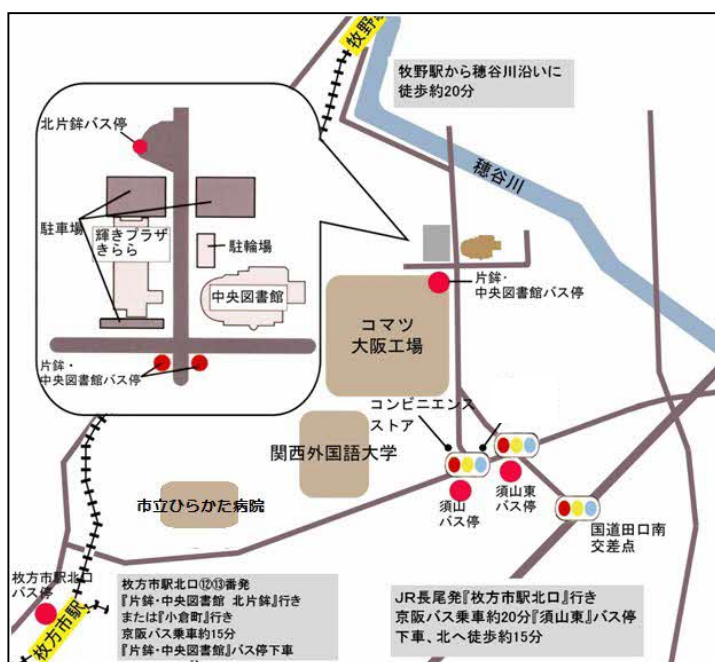 牧野駅
牧野駅から穂谷川沿いに
徒歩約20分
北片鉾バス停
穂谷川
駐車場
輝きプラザ
きらら
駐輪場
中央図書館
片鉾・
中央図書館バス停
片鉾・
中央図書館バス停
コマツ
大阪工場
コンビニエンス
ストア
関西外国語大学
市立ひらかた病院
須山
バス停
須山東
バス停
国道田口南
交差点
枚方市駅北口
バス停
枚方市駅
枚方市駅北口⑫⑬番発
『片鉾・中央図書館 北片鉾』行き
または『小倉町』行き
京阪バス乗車約15分
『片鉾・中央図書館』バス停下車
JR長尾発『枚方市駅北口』行き
京阪バス乗車約20分『須山東』バス停
下車、北へ徒歩約15分